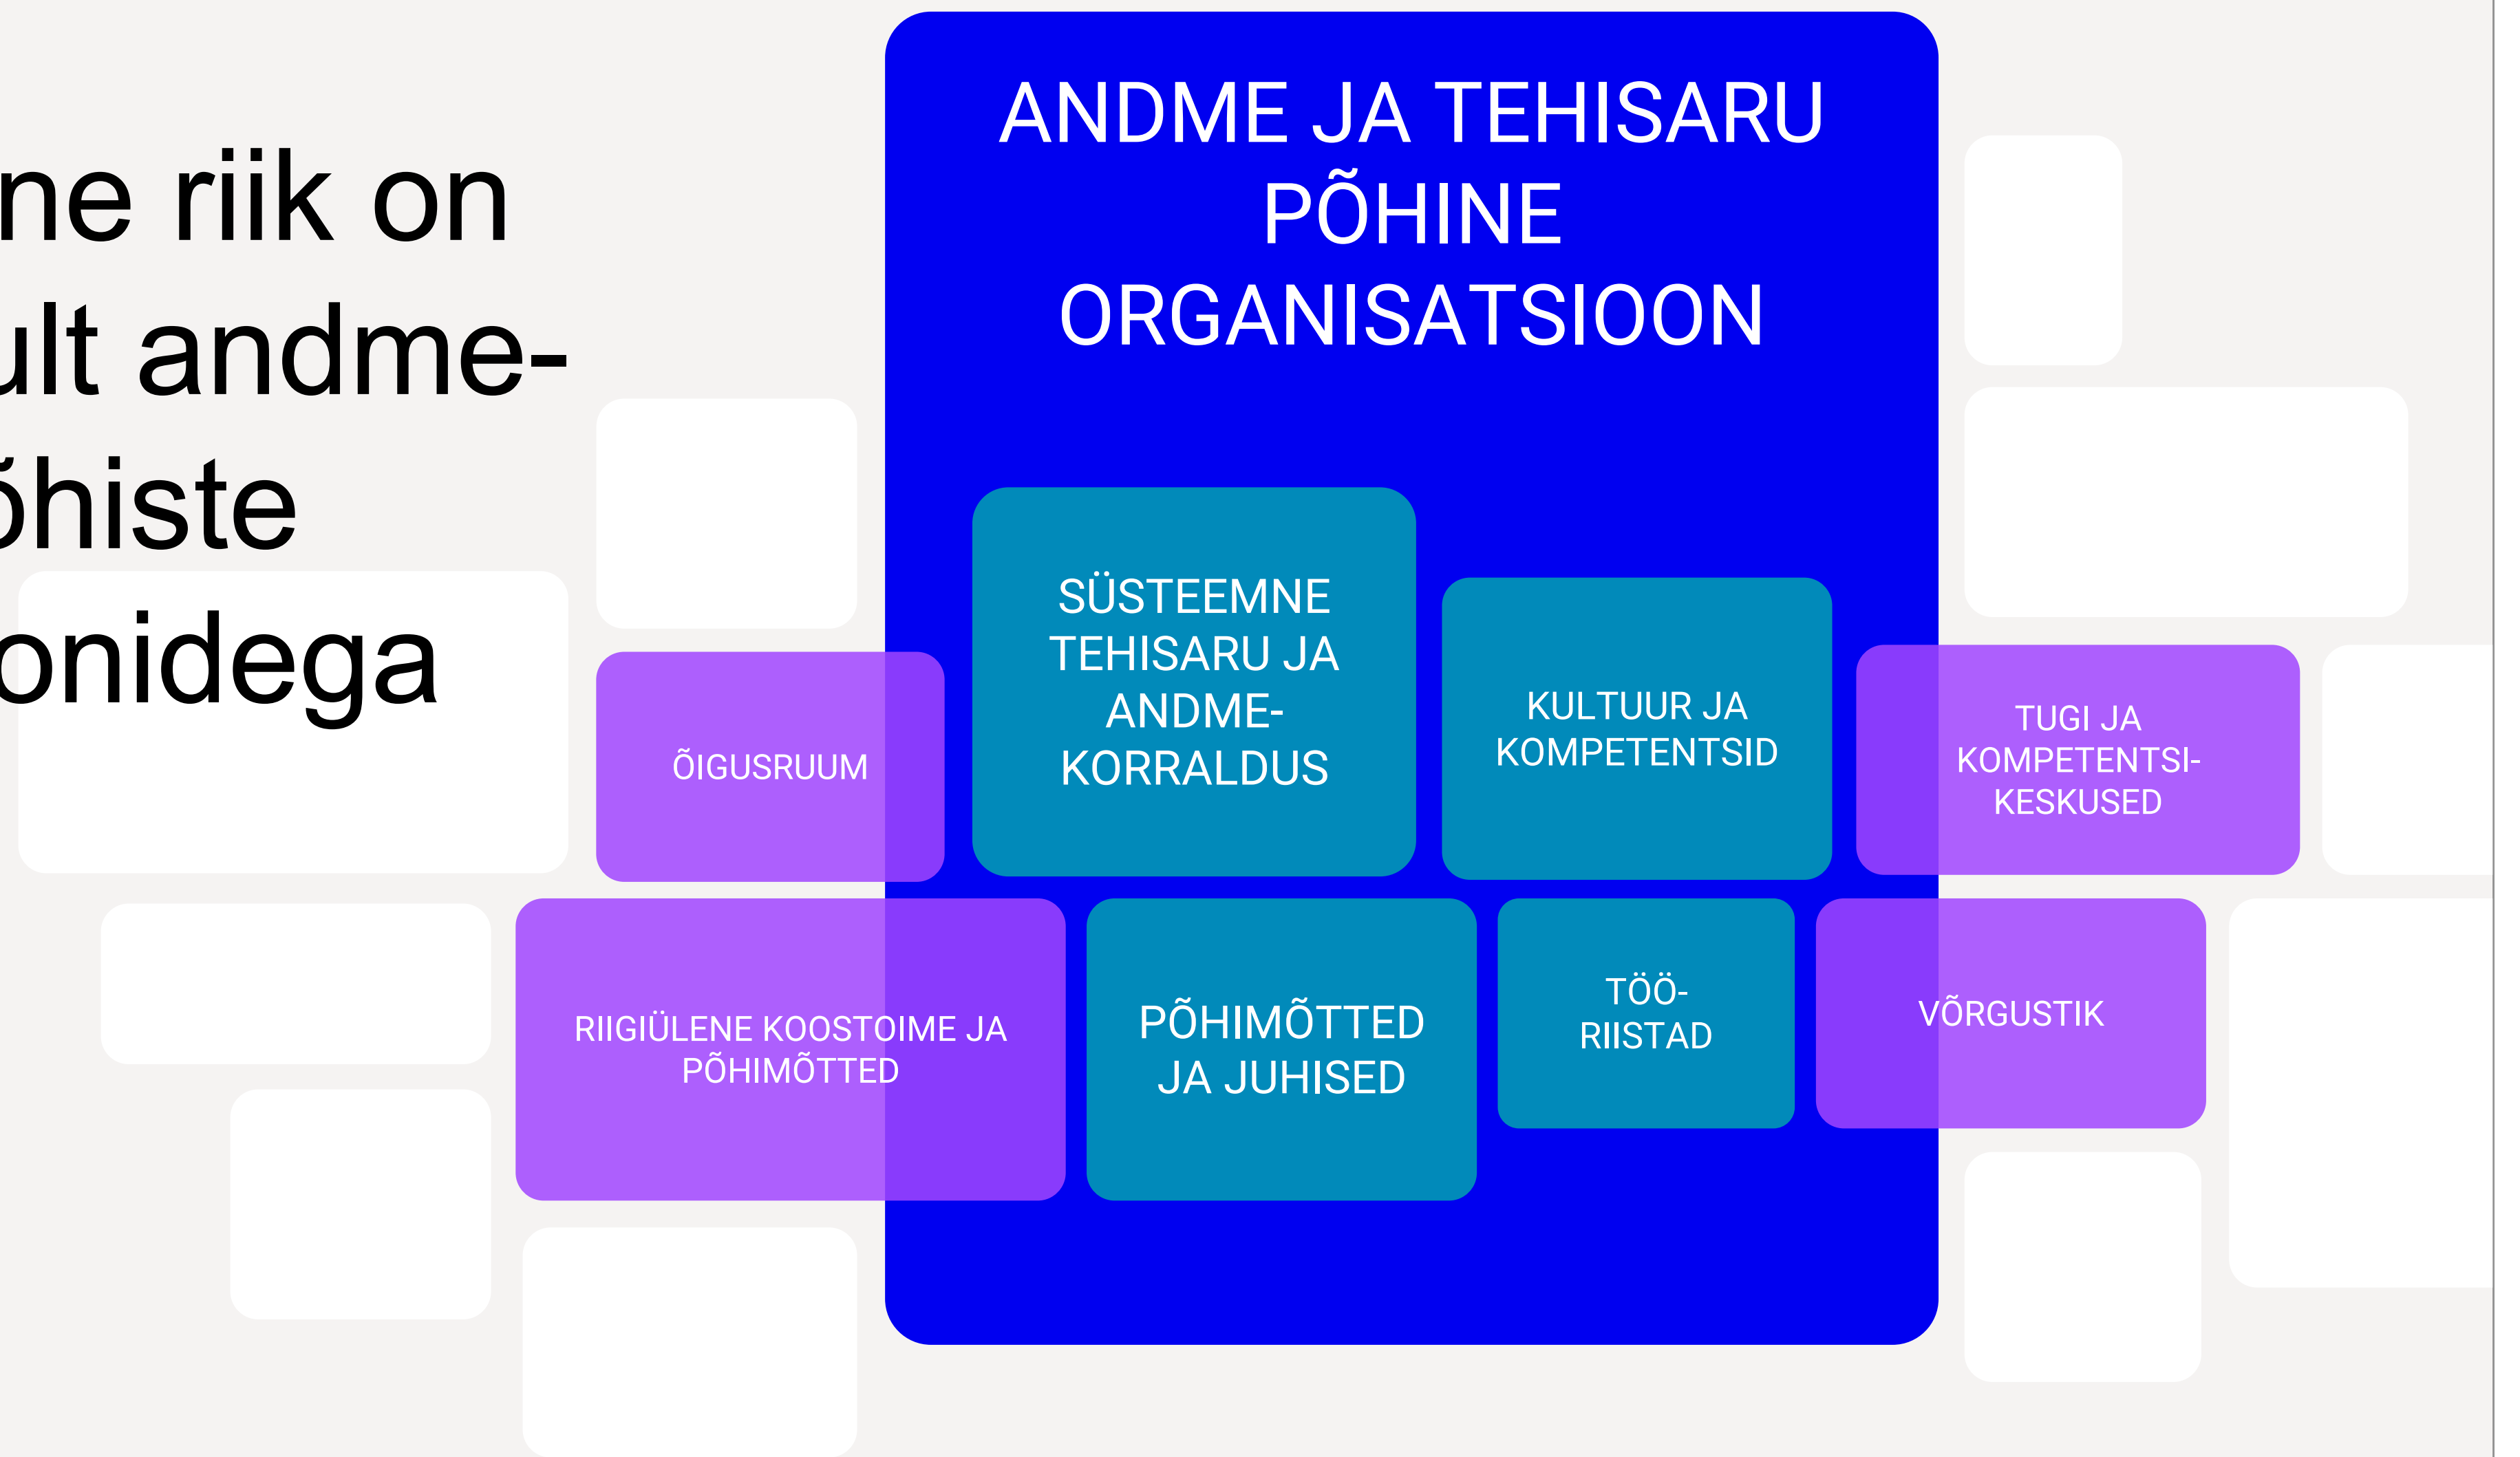 ne riik on
ult andme-
õhiste
onidega
ANDME JA TEHISARU
PÕHINE
ORGANISATSIOON
SÜSTEEMNE
TEHISARU JA
ANDME-
KORRALDUS
KULTUUR JA
KOMPETENTSID
TUGI JA
KOMPETENTSI-
KESKUSED
ÕIGUSRUUM
RIIGIÜLENE KOOSTOIME JA
PÕHIMÕTTED
PÕHIMÕTTED
JA JUHISED
TÖÖ-
RIISTAD
VÕRGUSTIK